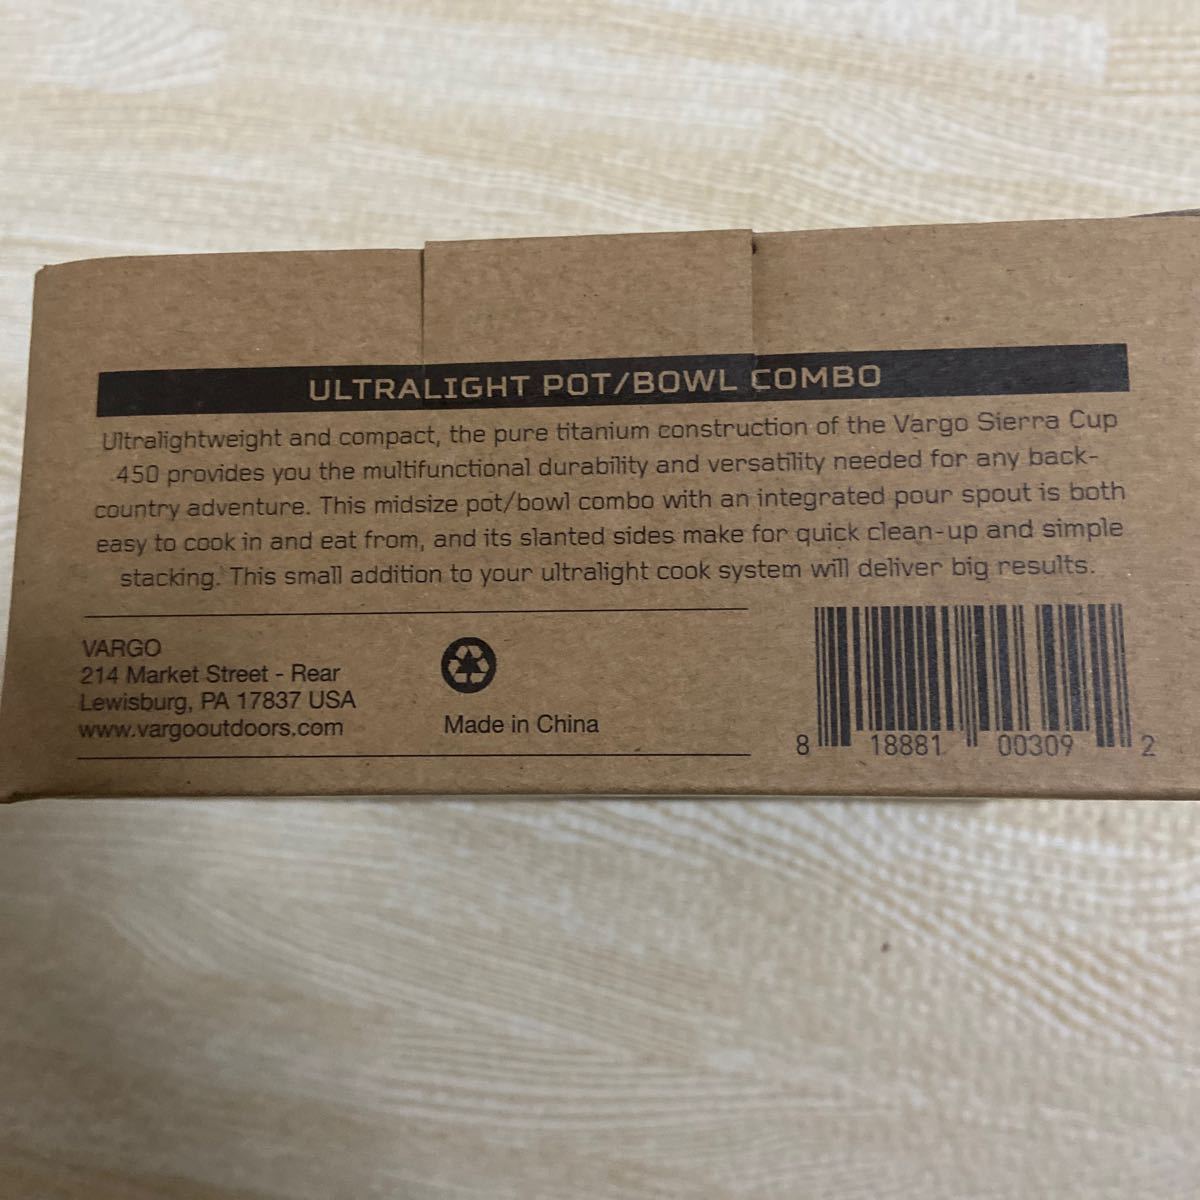 ULTRALIGHT POT/BOWL COMBO
Ultralightweight and compact, the pure titanium construction of the Vargo Sierra Cup
450 provides you the multifunctional durability and versatility needed for any back-
country adventure. This midsize pot/bowl combo with an integrated pour spout is both
easy to cook in and eat from, and its slanted sides make for quick clean-up and simple
stacking. This small addition to your ultralight cook system will deliver big results.
VARGO
214 Market Street - Rear
Lewisburg, PA 17837 USA
www.vargooutdoors.com
Made in China
8 18881 00309 2